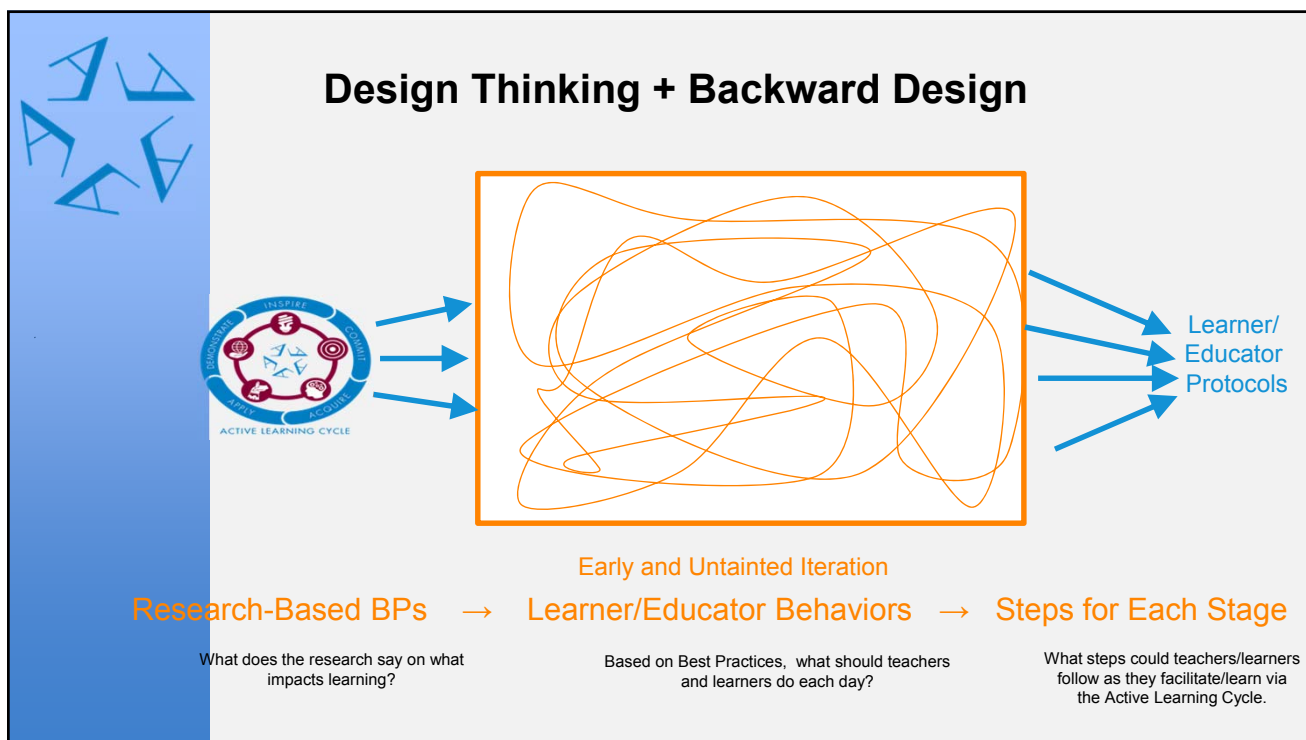 Design Thinking + Backward Design
INSPIRE
COMMIT
ACQUIRE
APPLY
DEMONSTRATE
ACTIVE LEARNING CYCLE
Learner/
Educator
Protocols
Early and Untainted Iteration
Research-Based BPs → Learner/Educator Behaviors → Steps for Each Stage
What does the research say on what
impacts learning?
Based on Best Practices, what should teachers
and learners do each day?
What steps could teachers/learners
follow as they facilitate/learn via
the Active Learning Cycle.